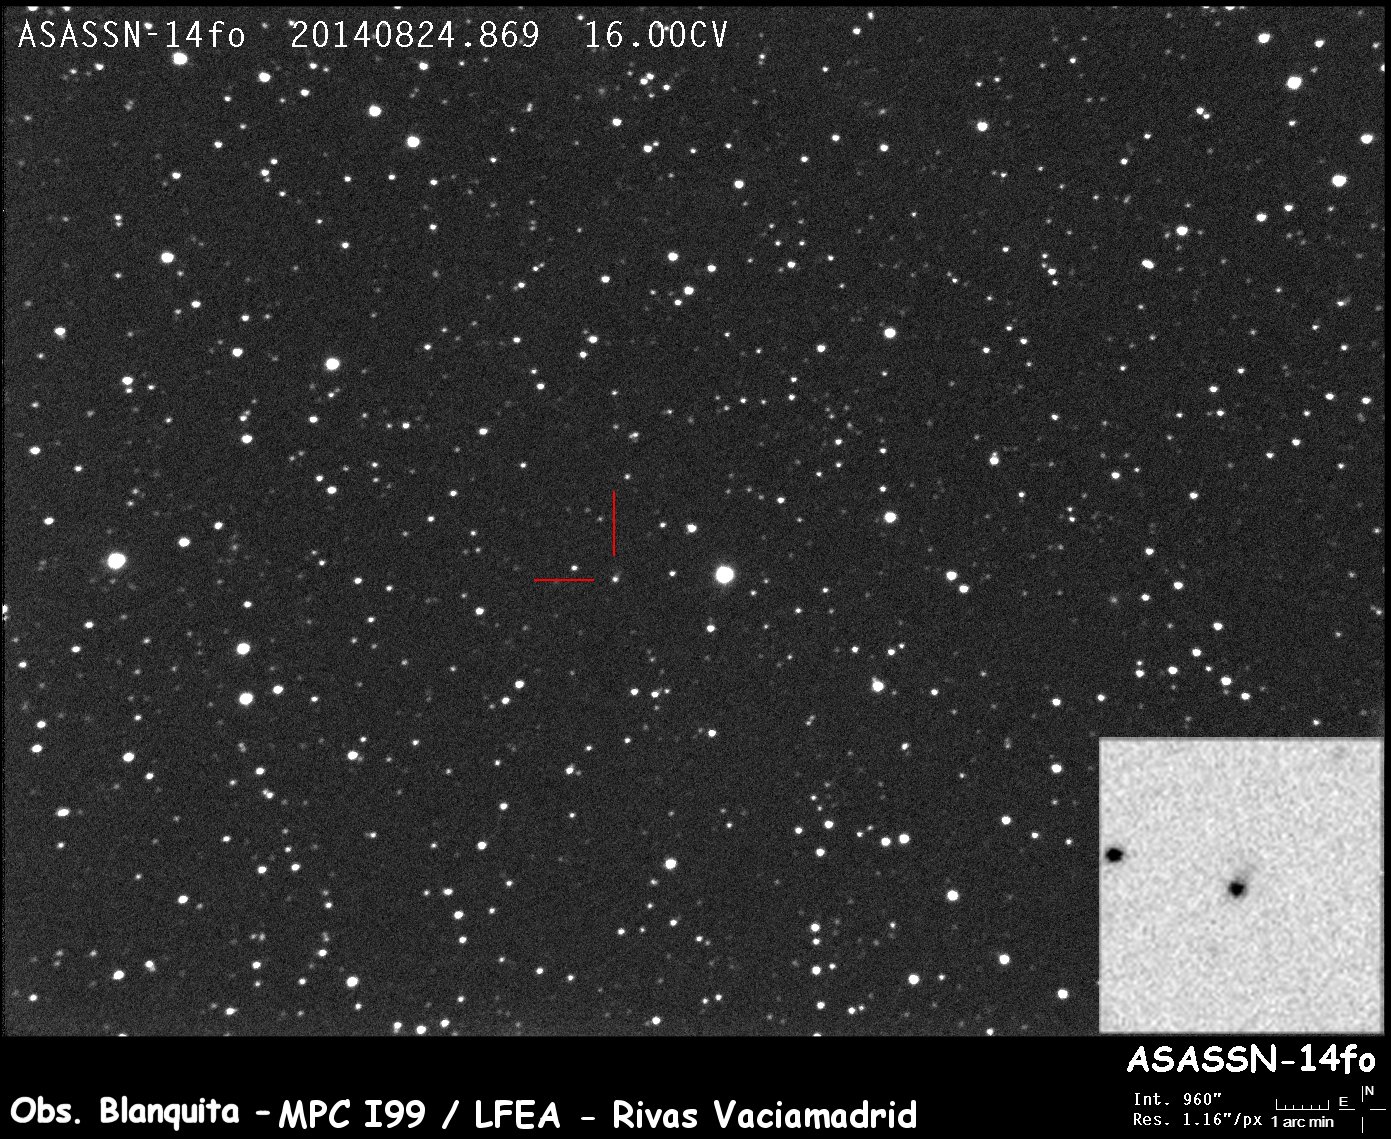 ASASSN-14fo 20140824.869 16.00CV
ASASSN-14fo
Obs. Blanquita - MPC I99 / LFEA - Rivas Vaciamadrid
Int. 960"
Res. 1.16"/px
1 arc min
E
N